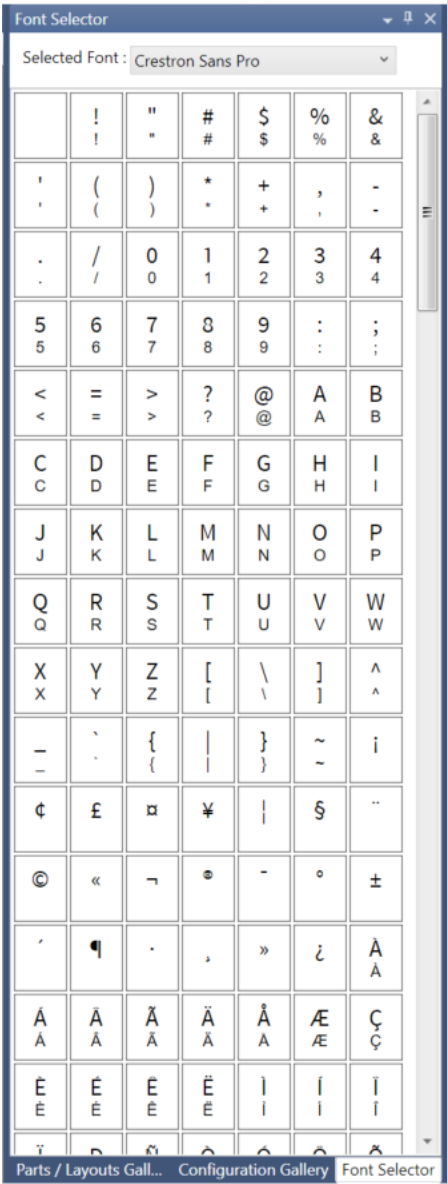 Font Selector
Selected Font : Crestron Sans Pro
! " # $ % &
! " # $ % &
' ( ) * + , -
' ( ) * + , -
. / 0 1 2 3 4
. / 0 1 2 3 4
5 6 7 8 9 : ;
5 6 7 8 9 : ;
< = > ? @ A B
< = > ? @ A B
C D E F G H I
C D E F G H I
J K L M N O P
J K L M N O P
Q R S T U V W
Q R S T U V W
X Y Z [ \ ] ^
X Y Z [ \ ] ^
_ ` { | } ~ ¡
_ ` { | } ~
¢ £ ¤ ¥ ¦ § ¨
© « ¬ ® ¯ ° ±
´ ¶ · ¸ » ¿ À
À
Á Â Ã Ä Å Æ Ç
Á Â Ã Ä Å Æ Ç
È É Ê Ë Ì Í Î
È É Ê Ë Ì Í Î
Parts / Layouts Gall... Configuration Gallery Font Selector